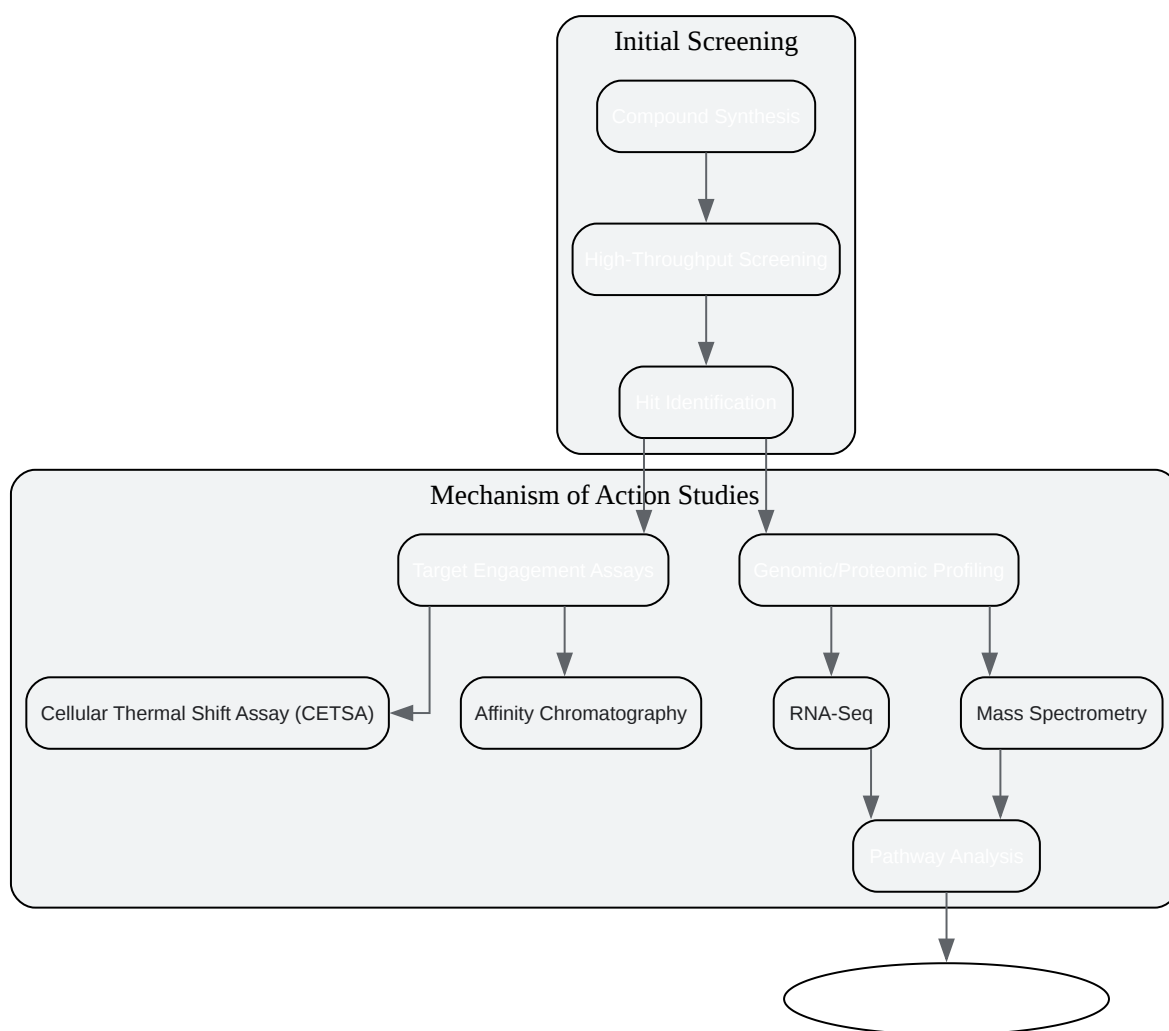 Initial Screening
Compound Synthesis
High-Throughput Screening
Hit Identification
Mechanism of Action Studies
Target Engagement Assays
Genomic/Proteomic Profiling
Cellular Thermal Shift Assay (CETSA)
Affinity Chromatography
RNA-Seq
Mass Spectrometry
Pathway Analysis